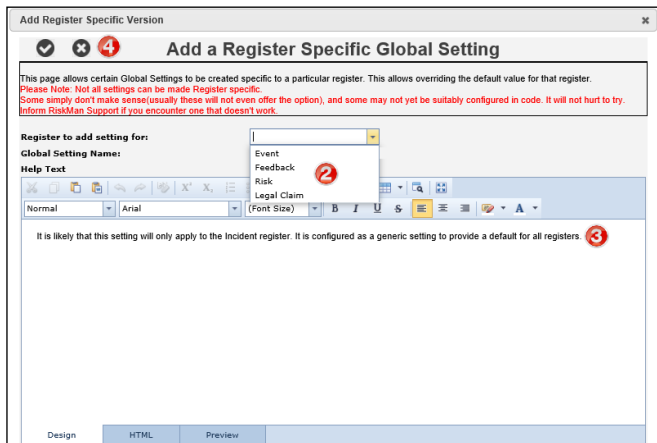 Add Register Specific Version
4 Add a Register Specific Global Setting
This page allows certain Global Settings to be created specific to a particular register. This allows overriding the default value for that register.
Please Note: Not all settings can be made Register specific.
Some simply don't make sense(usually these will not even offer the option), and some may not yet be suitably configured in code. It will not hurt to try.
Inform RiskMan Support if you encounter one that doesn't work.
Register to add setting for:
Global Setting Name:
Event
Help Text
Feedback
Risk
2
Legal Claim
Normal Arial (Font Size) B I U S A
It is likely that this setting will only apply to the Incident register. It is configured as a generic setting to provide a default for all registers. 3
Design HTML Preview